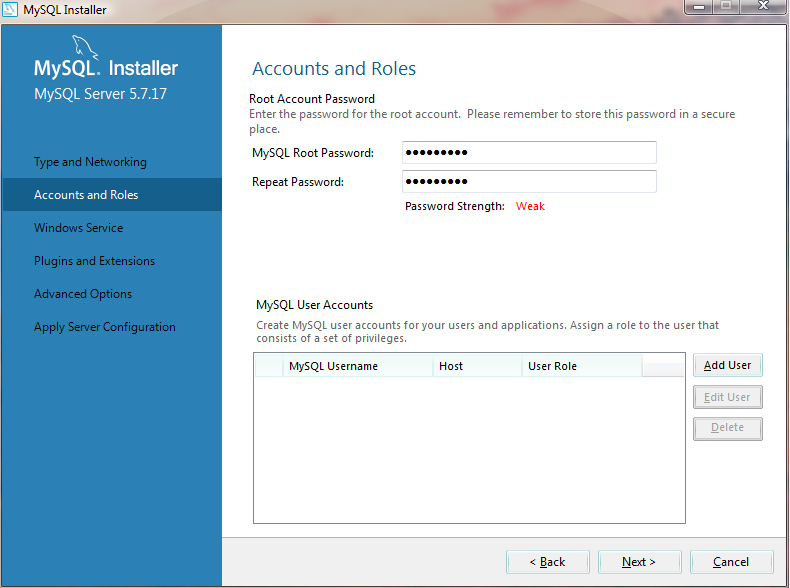 MySQL Installer
MySQL. Installer
MySQL Server 5.7.17
Type and Networking
Accounts and Roles
Windows Service
Plugins and Extensions
Advanced Options
Apply Server Configuration
Accounts and Roles
Root Account Password
Enter the password for the root account.  Please remember to store this password in a secure
place.
MySQL Root Password: ●●●●●●●●●
Repeat Password: ●●●●●●●●●
Password Strength: Weak
MySQL User Accounts
Create MySQL user accounts for your users and applications. Assign a role to the user that
consists of a set of privileges.
MySQL Username Host User Role
Add User
Edit User
Delete
< Back Next > Cancel